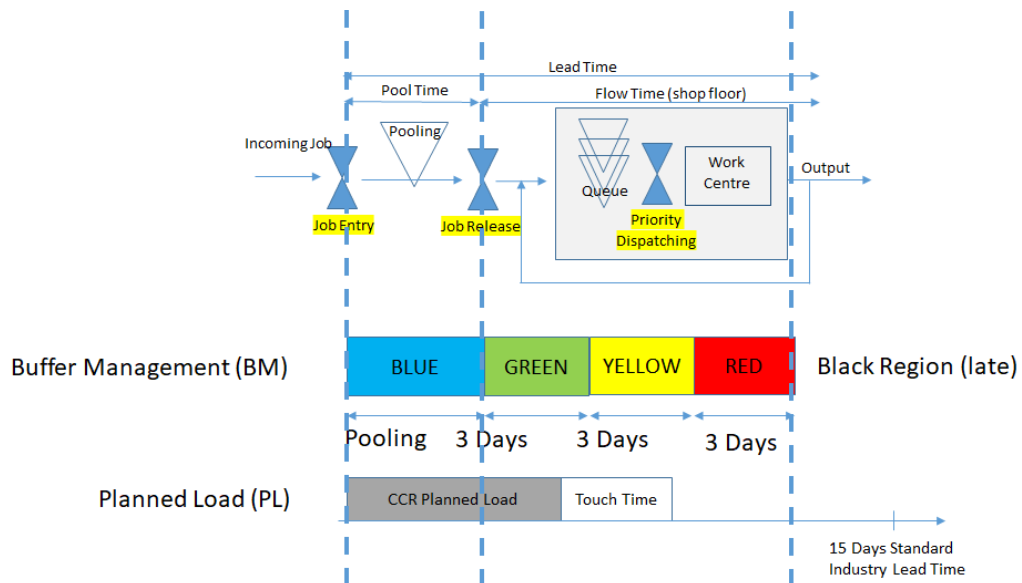 Lead Time
Pool Time
Flow Time (shop floor)
Incoming Job
Pooling
Queue
Work
Centre
Output
Job Entry
Job Release
Priority
Dispatching
Buffer Management (BM)
BLUE
GREEN
YELLOW
RED
Black Region (late)
Pooling
3 Days
3 Days
3 Days
Planned Load (PL)
CCR Planned Load
Touch Time
15 Days Standard
Industry Lead Time